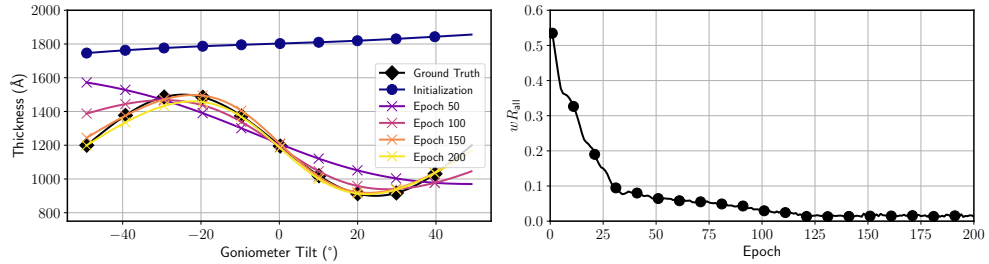 Thickness (Å)
1800
1600
1400
1200
1000
800
−40
−20
0
20
40
Goniometer Tilt (°)
Ground Truth
Initialization
Epoch 50
Epoch 100
Epoch 150
Epoch 200
wR_all
0.6
0.5
0.4
0.3
0.2
0.1
0.0
0
25
50
75
100
125
150
175
200
Epoch